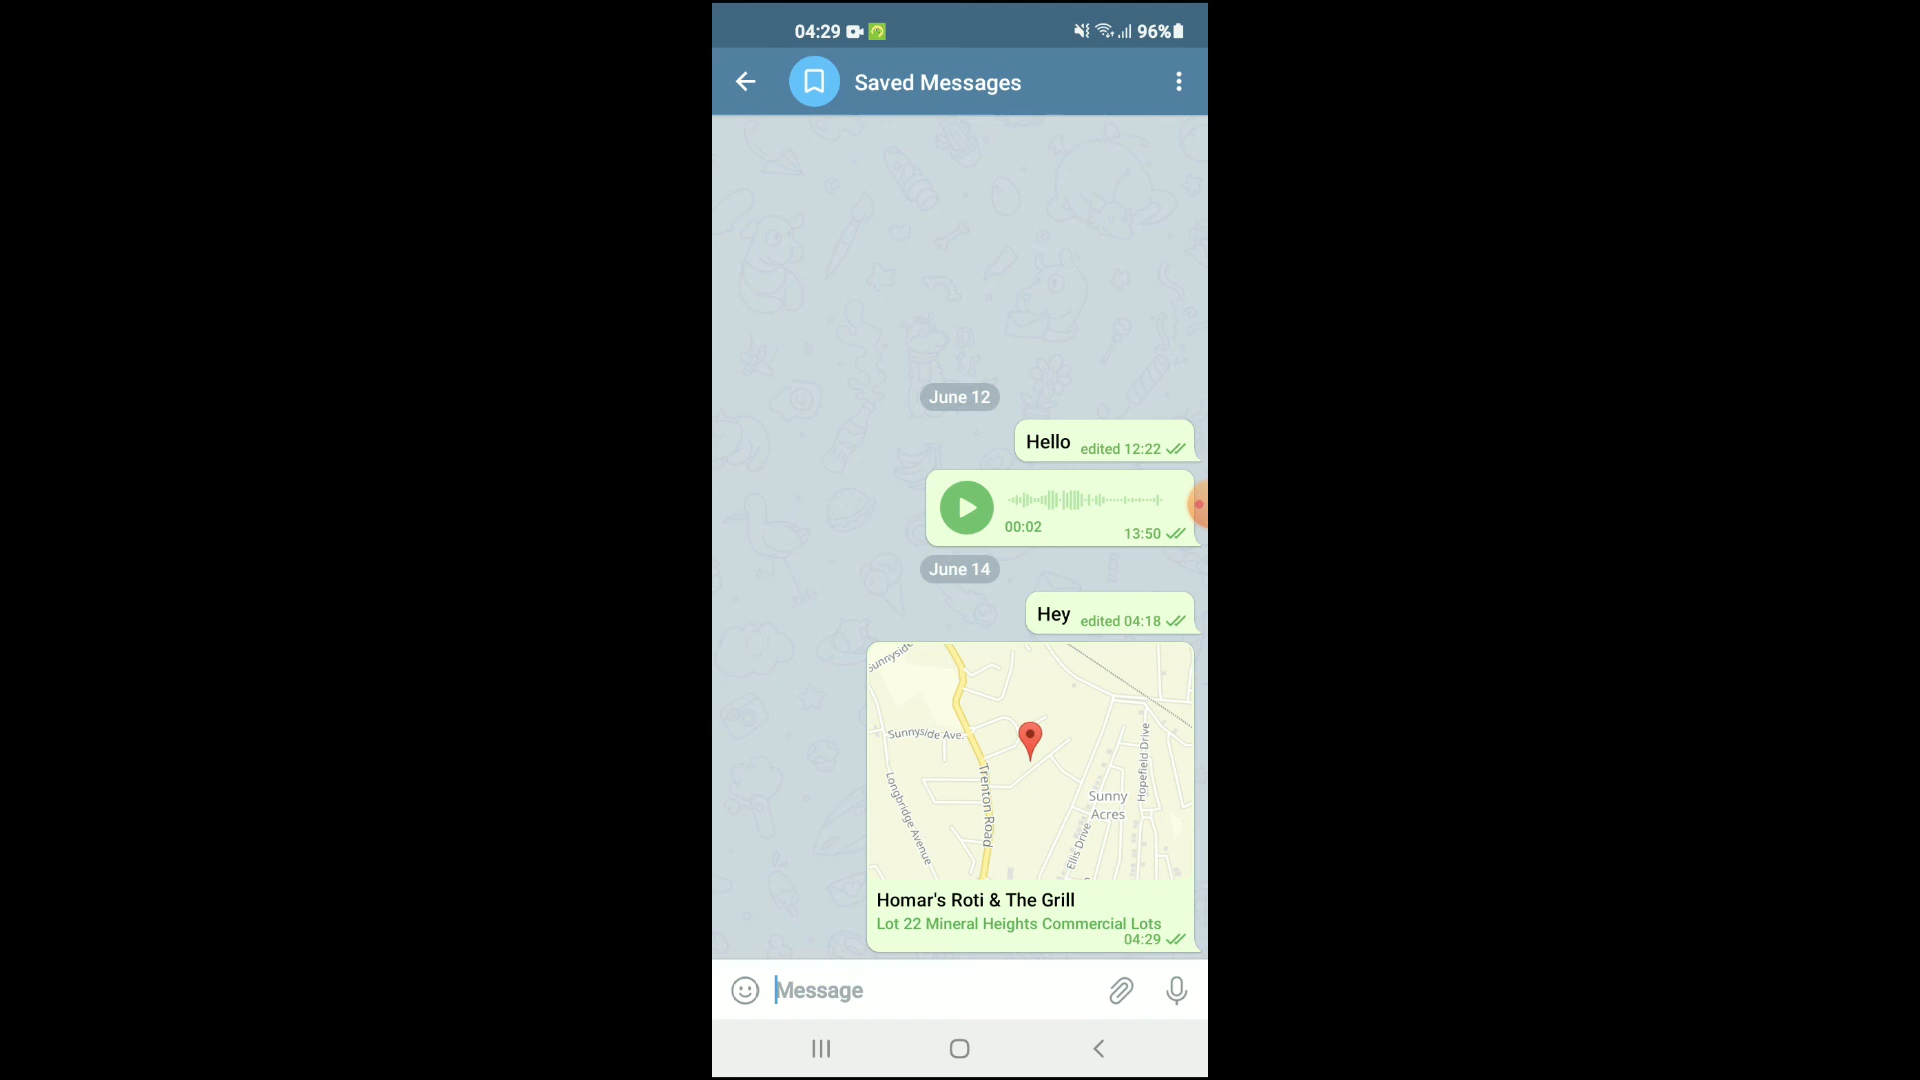 04:29
96%
Saved Messages
June 12
Hello edited 12:22
00:02
13:50
June 14
Hey edited 04:18
Sunnyside
Sunnyside Ave.
Trenton Road
Longbridge Avenue
Hopefield Drive
Sunny
Acres
Ellis Drive
Homar's Roti & The Grill
Lot 22 Mineral Heights Commercial Lots
04:29
Message